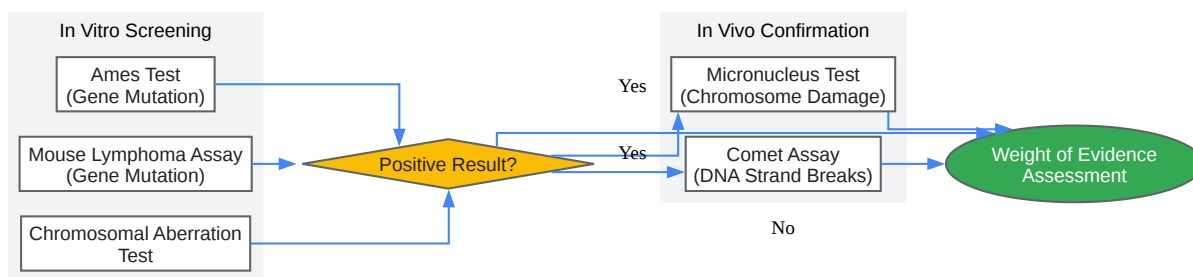 In Vitro Screening
Ames Test
(Gene Mutation)
Mouse Lymphoma Assay
(Gene Mutation)
Chromosomal Aberration
Test
Positive Result?
Yes
Yes
No
In Vivo Confirmation
Micronucleus Test
(Chromosome Damage)
Comet Assay
(DNA Strand Breaks)
Weight of Evidence
Assessment